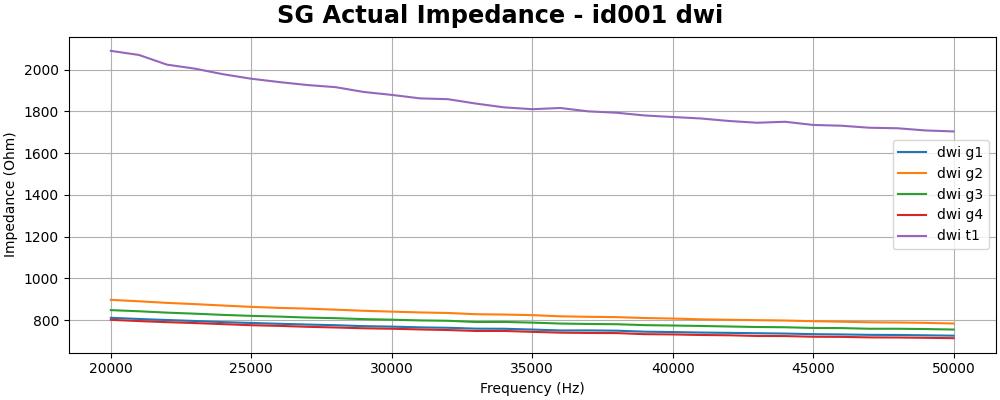 SG Actual Impedance - id001 dwi
Impedance (Ohm)
2000
1800
1600
1400
1200
1000
800
dwi g1
dwi g2
dwi g3
dwi g4
dwi t1
20000 25000 30000 35000 40000 45000 50000
Frequency (Hz)